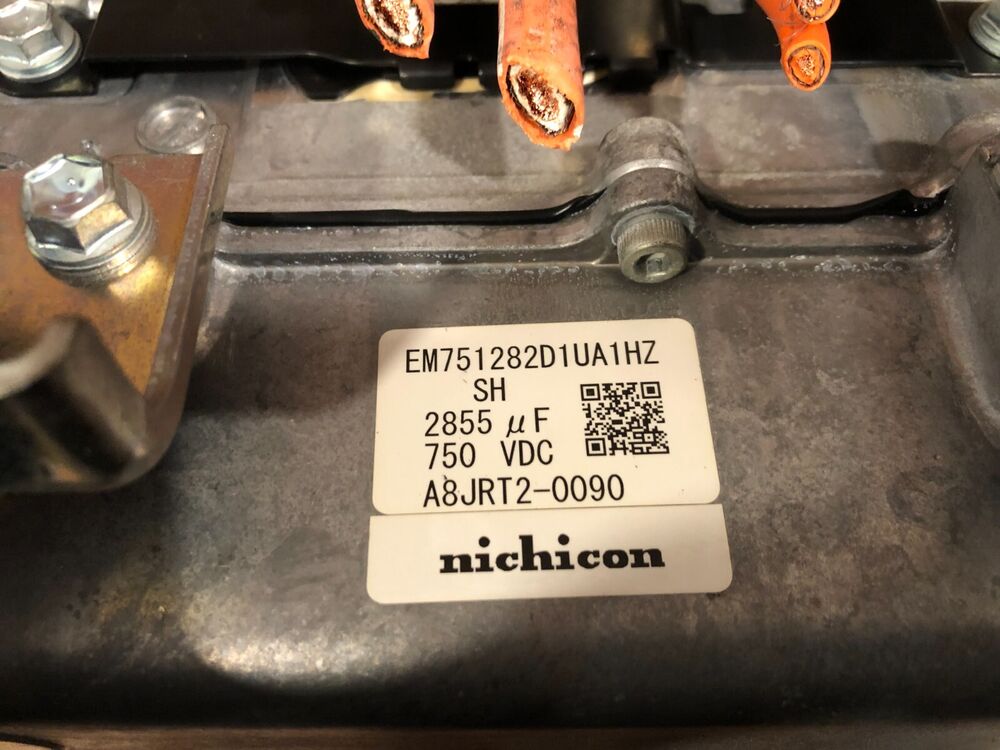 EM751282D1UA1HZ
SH
2855 μF
750 VDC
A8JRT2-0090
nichicon